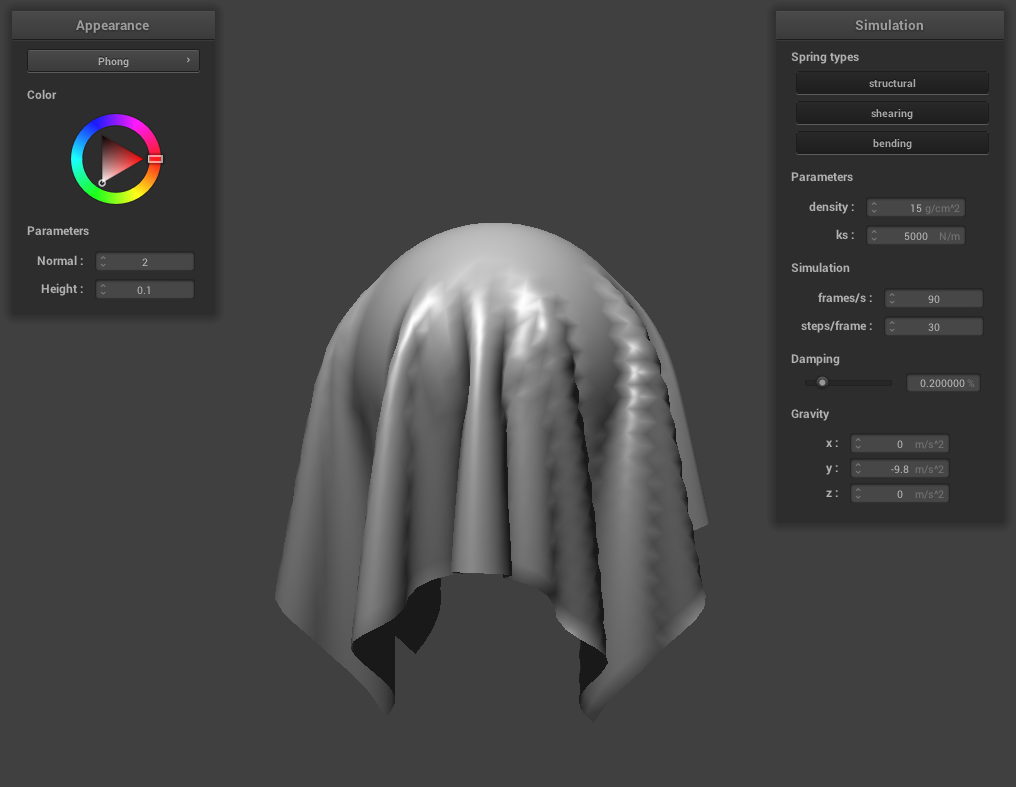 Appearance
Phong
Color
Parameters
Normal : 2
Height : 0.1
Simulation
Spring types
structural
shearing
bending
Parameters
density : 15 g/cm^2
ks : 5000 N/m
Simulation
frames/s : 90
steps/frame : 30
Damping
0.200000 %
Gravity
x : 0 m/s^2
y : -9.8 m/s^2
z : 0 m/s^2